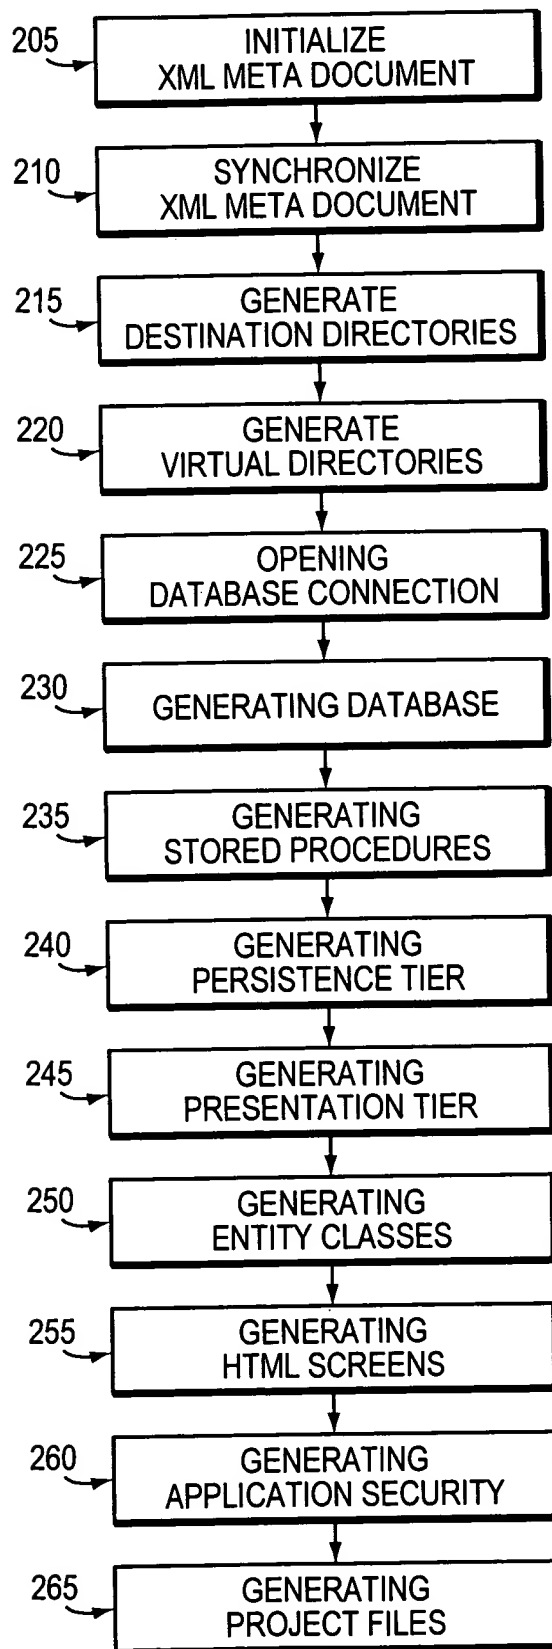 205
INITIALIZE
XML META DOCUMENT
210
SYNCHRONIZE
XML META DOCUMENT
215
GENERATE
DESTINATION DIRECTORIES
220
GENERATE
VIRTUAL DIRECTORIES
225
OPENING
DATABASE CONNECTION
230
GENERATING DATABASE
235
GENERATING
STORED PROCEDURES
240
GENERATING
PERSISTENCE TIER
245
GENERATING
PRESENTATION TIER
250
GENERATING
ENTITY CLASSES
255
GENERATING
HTML SCREENS
260
GENERATING
APPLICATION SECURITY
265
GENERATING
PROJECT FILES